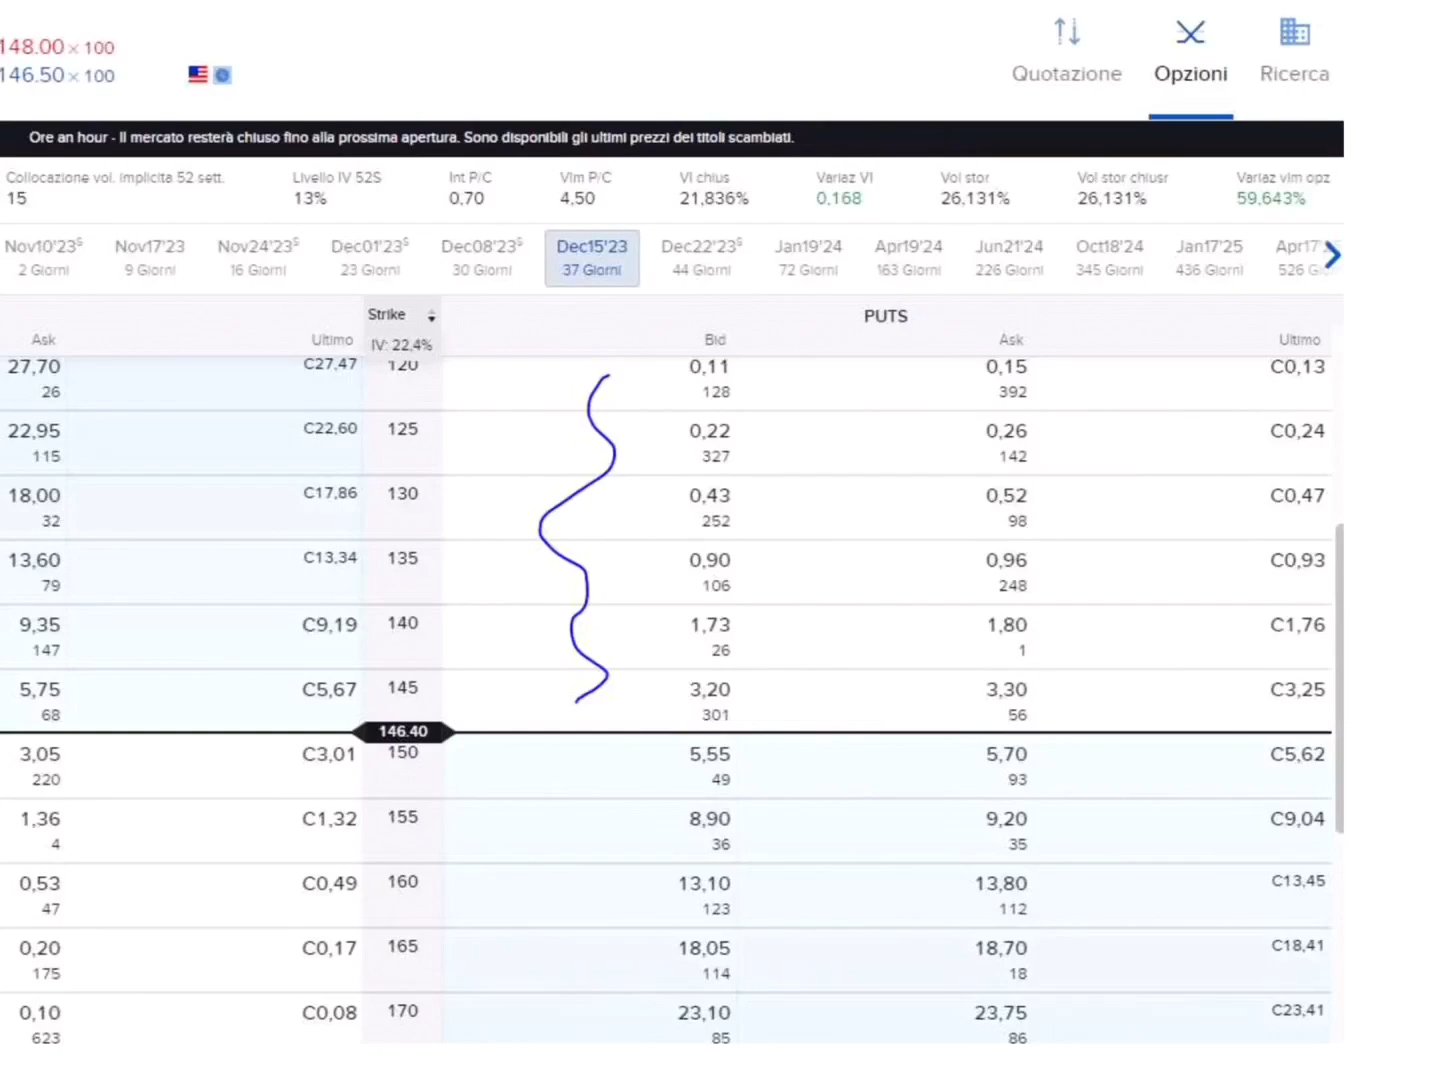 148.00 × 100
146.50 × 100
Quotazione Opzioni Ricerca
Ore an hour - Il mercato resterà chiuso fino alla prossima apertura. Sono disponibili gli ultimi prezzi dei titoli scambiati.
Collocazione vol. implicita 52 sett. Livello IV 52S Int P/C Vlm P/C VI chius Variaz VI Vol stor Vol stor chiusr Variaz vlm opz
15 13% 0,70 4,50 21,836% 0,168 26,131% 26,131% 59,643%
Nov10'23S Nov17'23 Nov24'23S Dec01'23S Dec08'23S Dec15'23 Dec22'23S Jan19'24 Apr19'24 Jun21'24 Oct18'24 Jan17'25 Apr17
2 Giorni 9 Giorni 16 Giorni 23 Giorni 30 Giorni 37 Giorni 44 Giorni 72 Giorni 163 Giorni 226 Giorni 345 Giorni 436 Giorni 526 G
Strike PUTS
Ask Ultimo IV: 22,4% Bid Ask Ultimo
27,70 C27,47 120 0,11 0,15 C0,13
26 128 392
22,95 C22,60 125 0,22 0,26 C0,24
115 327 142
18,00 C17,86 130 0,43 0,52 C0,47
32 252 98
13,60 C13,34 135 0,90 0,96 C0,93
79 106 248
9,35 C9,19 140 1,73 1,80 C1,76
147 26 1
5,75 C5,67 145 3,20 3,30 C3,25
68 301 56
146.40
3,05 C3,01 150 5,55 5,70 C5,62
220 49 93
1,36 C1,32 155 8,90 9,20 C9,04
4 36 35
0,53 C0,49 160 13,10 13,80 C13,45
47 123 112
0,20 C0,17 165 18,05 18,70 C18,41
175 114 18
0,10 C0,08 170 23,10 23,75 C23,41
623 85 86